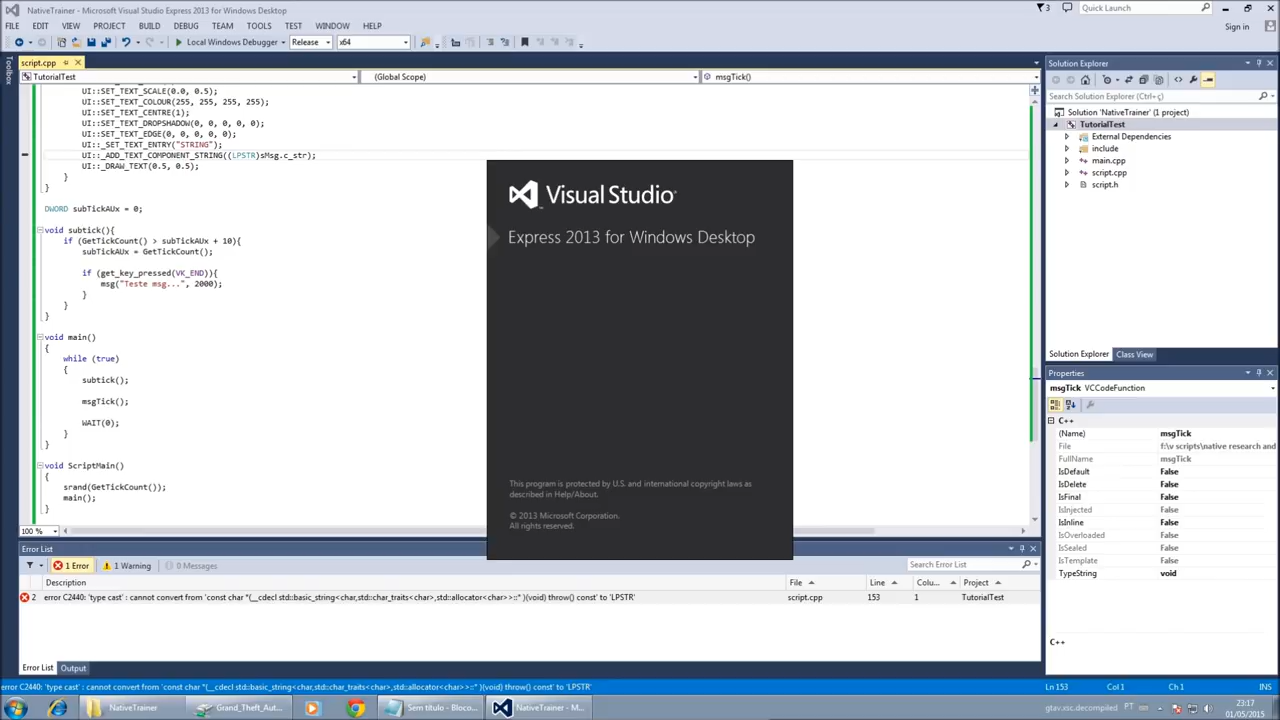 NativeTrainer - Microsoft Visual Studio Express 2013 for Windows Desktop
3
Quick Launch (Ctrl+Q)
FILE EDIT VIEW PROJECT BUILD DEBUG TEAM TOOLS TEST WINDOW HELP
Sign in
Local Windows Debugger Release x64
Toolbox
script.cpp
TutorialTest (Global Scope) msgTick()
UI::SET_TEXT_SCALE(0.0, 0.5);
UI::SET_TEXT_COLOUR(255, 255, 255, 255);
UI::SET_TEXT_CENTRE(1);
UI::SET_TEXT_DROPSHADOW(0, 0, 0, 0, 0);
UI::SET_TEXT_EDGE(0, 0, 0, 0, 0);
UI::_SET_TEXT_ENTRY("STRING");
UI::_ADD_TEXT_COMPONENT_STRING((LPSTR)sMsg.c_str);
UI::_DRAW_TEXT(0.5, 0.5);
}
}
DWORD subTickAUx = 0;
void subtick(){
if (GetTickCount() > subTickAUx + 10){
subTickAUx = GetTickCount();
if (get_key_pressed(VK_END)){
msg("Teste msg...", 2000);
}
}
}
void main()
{
while (true)
{
subtick();
msgTick();
WAIT(0);
}
}
void ScriptMain()
{
srand(GetTickCount());
main();
}
100 %
Visual Studio
Express 2013 for Windows Desktop
This program is protected by U.S. and international copyright laws as
described in Help/About.
© 2013 Microsoft Corporation.
All rights reserved.
Solution Explorer
Search Solution Explorer (Ctrl+ç)
Solution 'NativeTrainer' (1 project)
TutorialTest
External Dependencies
include
main.cpp
script.cpp
script.h
Solution Explorer Class View
Properties
msgTick VCCodeFunction
C++
(Name) msgTick
File f:\v scripts\native research and
FullName msgTick
IsDefault False
IsDelete False
IsFinal False
IsInjected False
IsInline False
IsOverloaded False
IsSealed False
IsTemplate False
TypeString void
C++
Error List
1 Error 1 Warning 0 Messages Search Error List
Description File Line Colu... Project
2 error C2440: 'type cast' : cannot convert from 'const char *(__cdecl std::basic_string<char,std::char_traits<char>,std::allocator<char>>::* )(void) throw() const' to 'LPSTR' script.cpp 153 1 TutorialTest
Error List Output
error C2440: 'type cast' : cannot convert from 'const char *(__cdecl std::basic_string<char,std::char_traits<char>,std::allocator<char>>::* )(void) throw() const' to 'LPSTR' Ln 153 Col 1 Ch 1 INS
NativeTrainer Grand_Theft_Aut... Sem título - Bloco... NativeTrainer - M... gtav.xsc.decompiled PT 23:17
01/05/2015